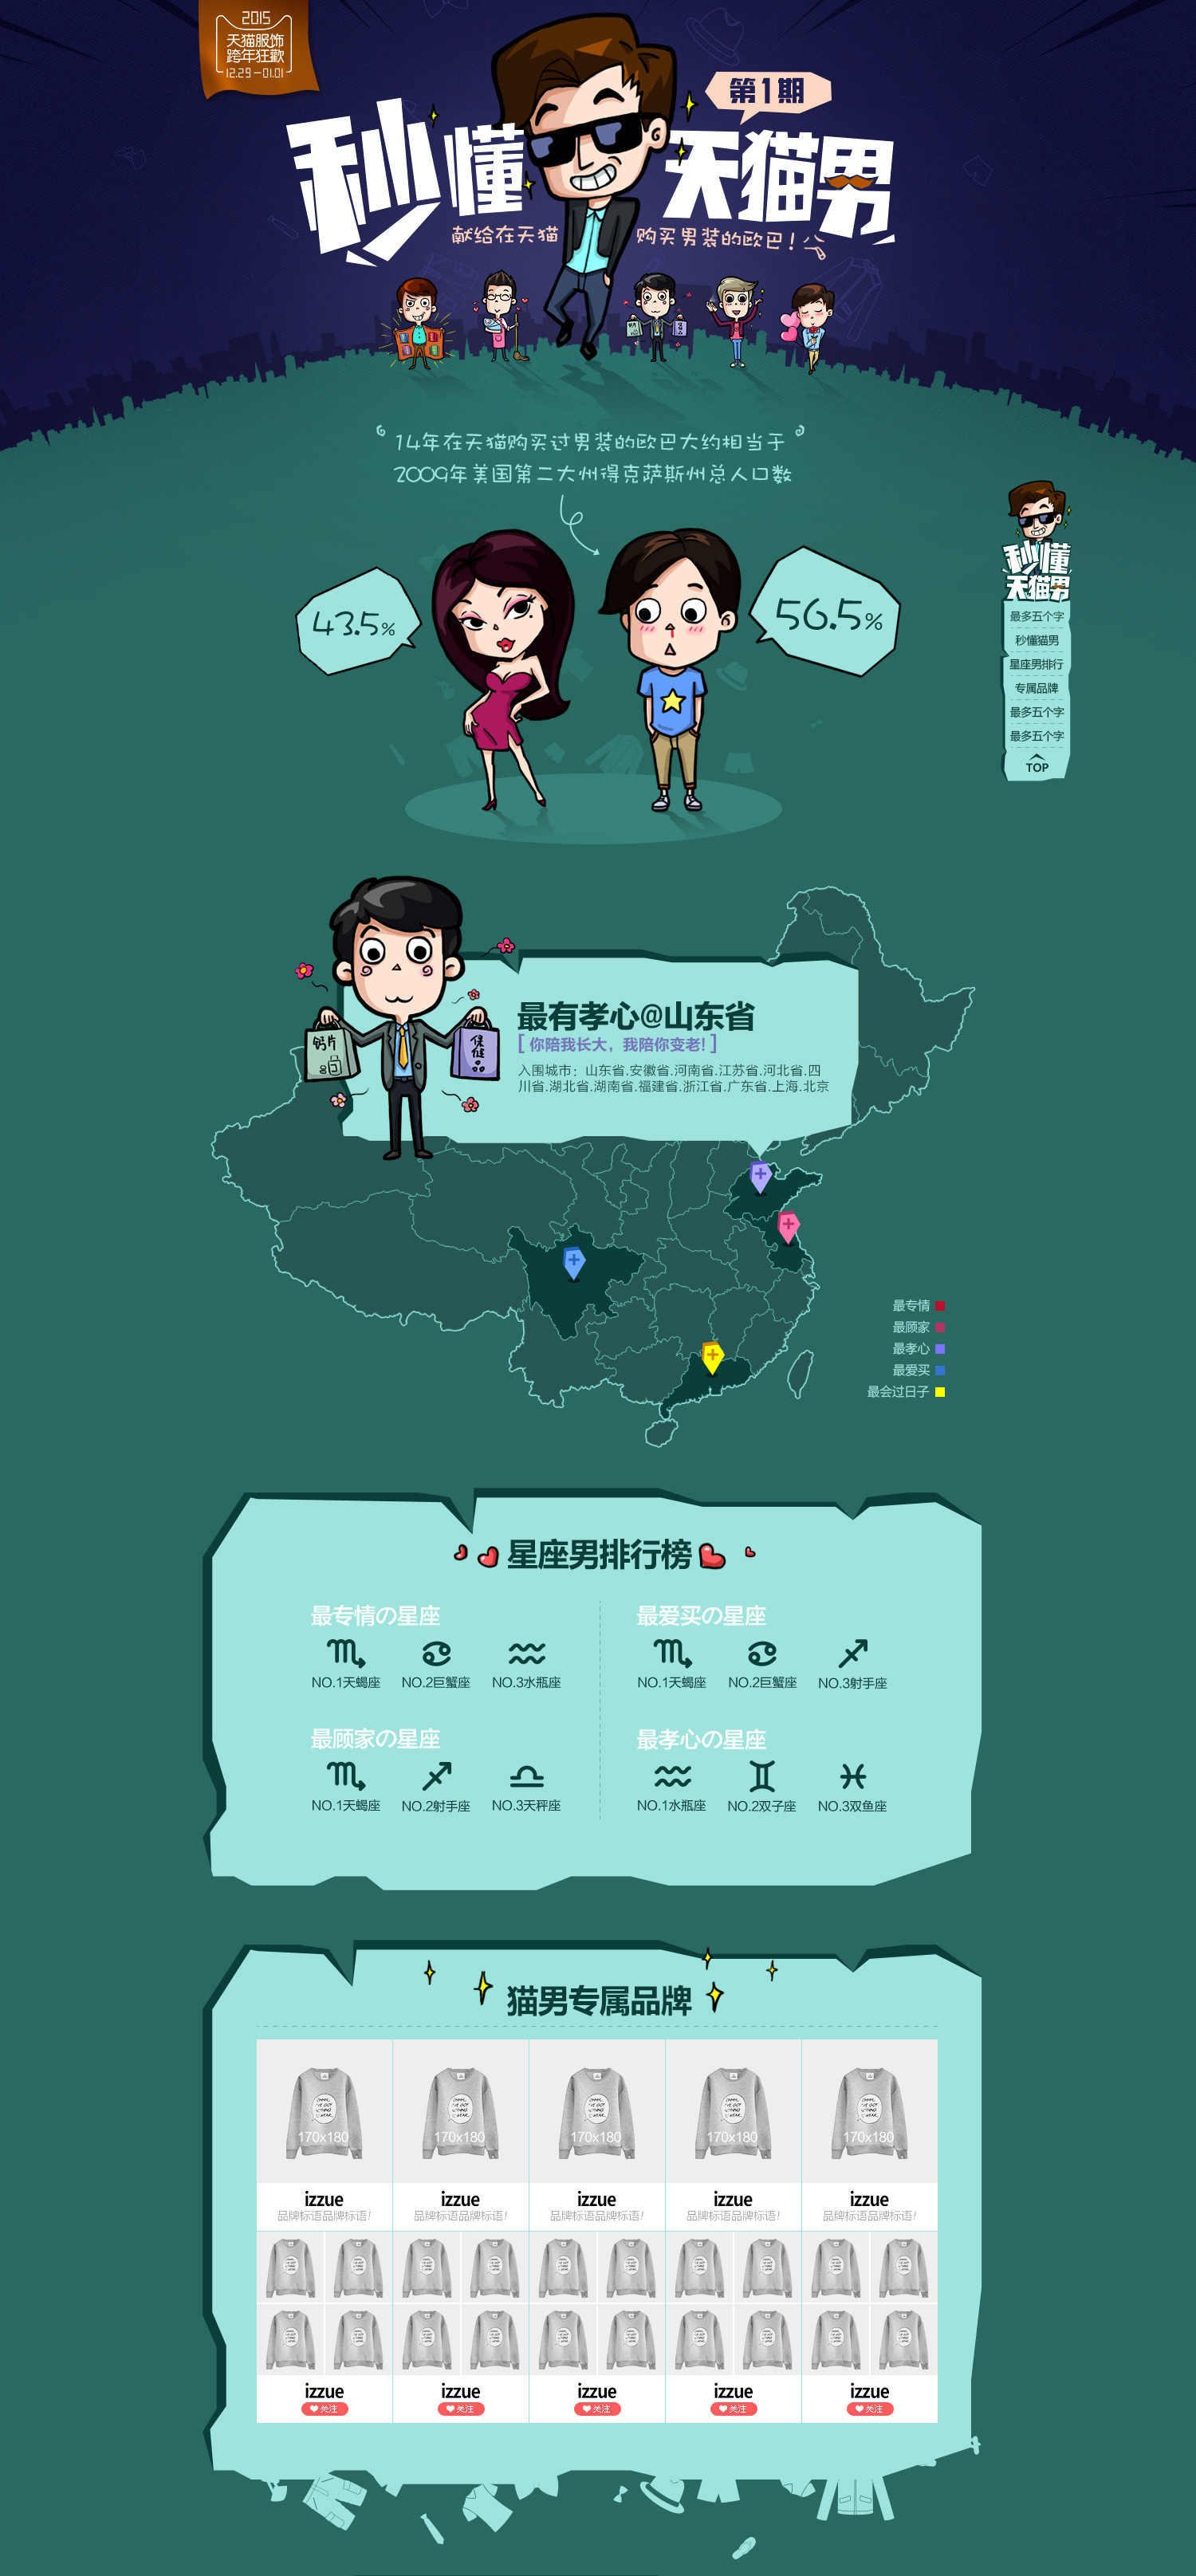 2015
天猫服饰
跨年狂歡
12.29-01.01
第1期
秒懂天猫男
献给在天猫购买男装的欧巴!
14年在天猫购买过男装的欧巴大约相当于
2009年美国第二大州得克萨斯州总人口数
43.5%
56.5%
秒懂
天猫男
最多五个字
秒懂猫男
星座男排行
专属品牌
最多五个字
最多五个字
TOP
钙片
保健
最有孝心@山东省
[ 你陪我长大，我陪你变老! ]
入围城市：山东省.安徽省.河南省.江苏省.河北省.四
川省.湖北省.湖南省.福建省.浙江省.广东省.上海.北京
最专情
最顾家
最孝心
最爱买
最会过日子
星座男排行榜
最专情の星座
NO.1天蝎座 NO.2巨蟹座 NO.3水瓶座
最爱买の星座
NO.1天蝎座 NO.2巨蟹座 NO.3射手座
最顾家の星座
NO.1天蝎座 NO.2射手座 NO.3天秤座
最孝心の星座
NO.1水瓶座 NO.2双子座 NO.3双鱼座
猫男专属品牌
170x180 170x180 170x180 170x180 170x180
izzue izzue izzue izzue izzue
品牌标语品牌标语! 品牌标语品牌标语! 品牌标语品牌标语! 品牌标语品牌标语! 品牌标语品牌标语!
izzue izzue izzue izzue izzue
关注 关注 关注 关注 关注